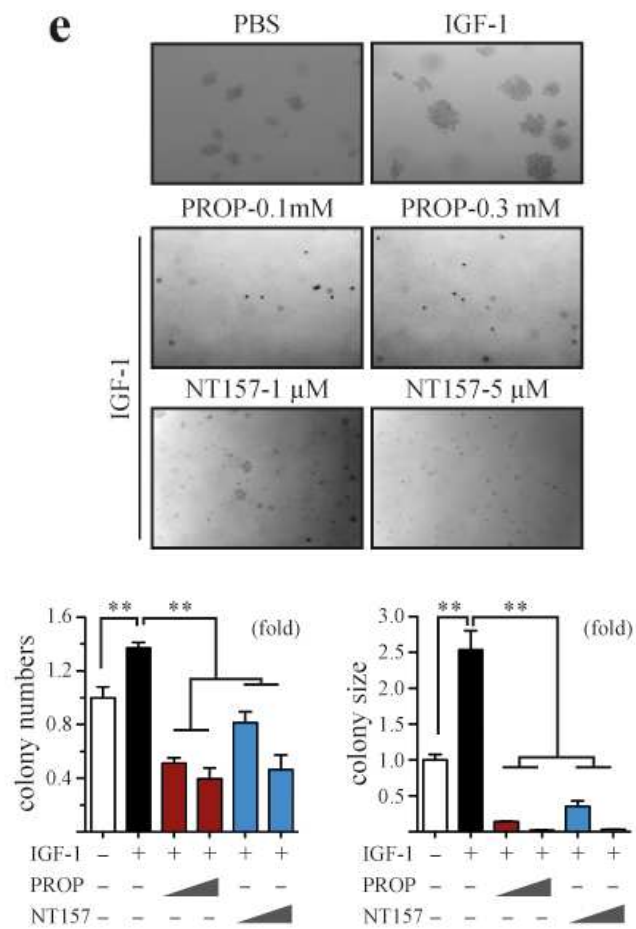 e
PBS IGF-1
PROP-0.1mM PROP-0.3 mM
IGF-1
NT157-1 μM NT157-5 μM
** **
(fold)
colony numbers
1.6
1.2
0.8
0.4
IGF-1 – + + + + +
PROP – – – –
NT157 – – – –
** **
(fold)
colony size
3.0
2.5
2.0
1.5
1.0
0.5
IGF-1 – + + + + +
PROP – – – –
NT157 – – – –